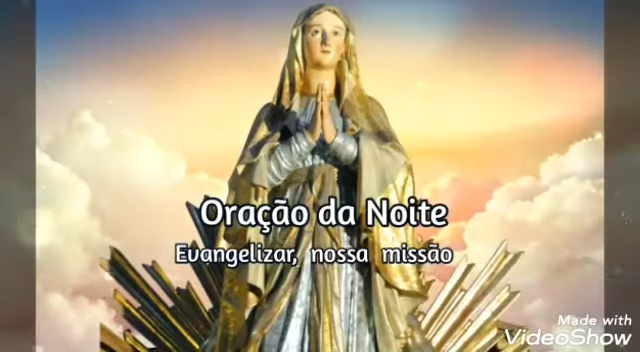 Oração da Noite
Evangelizar, nossa missão
Made with
VideoShow